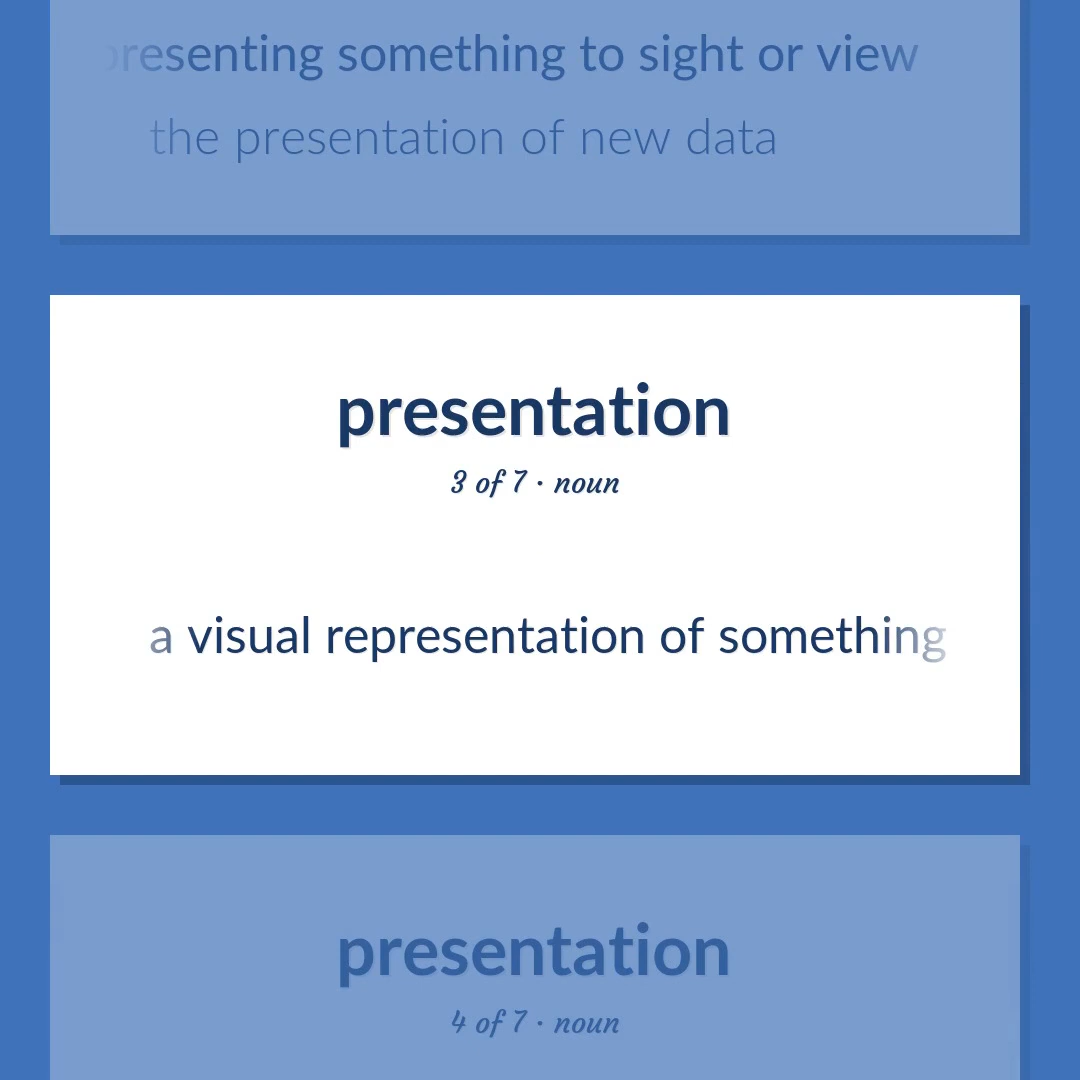 presenting something to sight or view
the presentation of new data
presentation
3 of 7 · noun
a visual representation of something
presentation
4 of 7 · noun